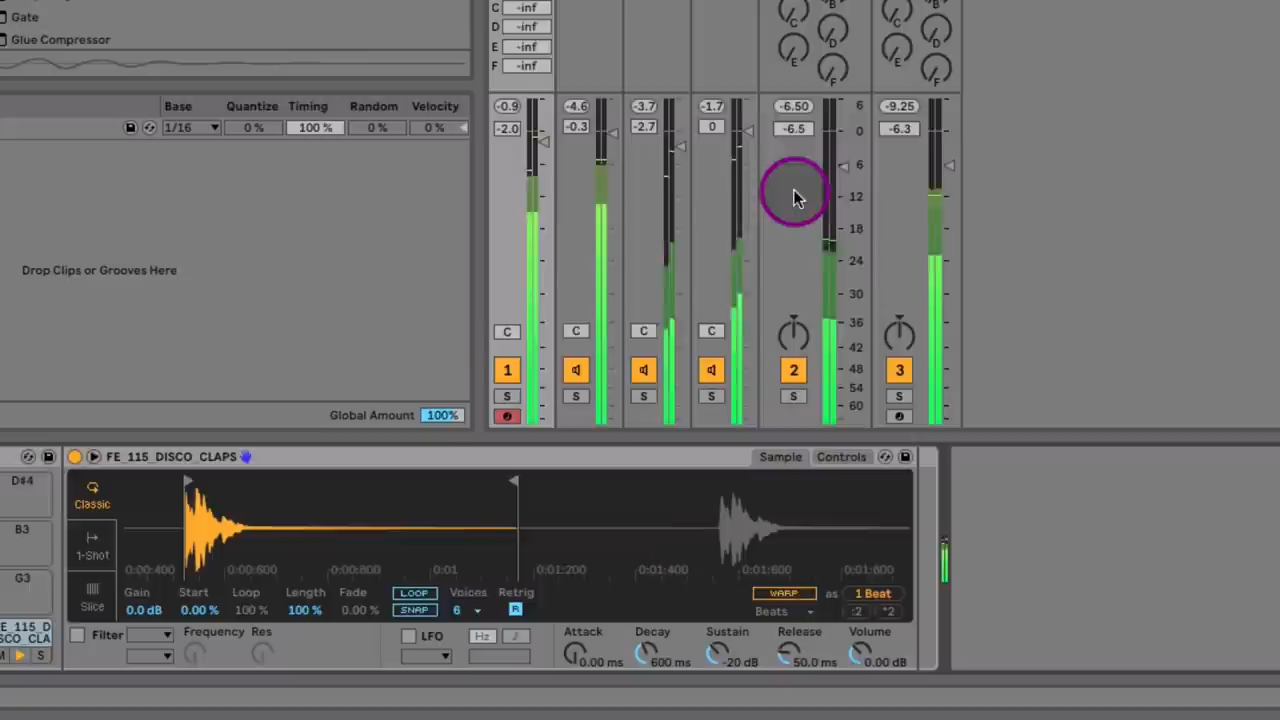 Gate
Glue Compressor
C -inf
D -inf
E -inf
F -inf
B
C D C D
E F E F
Base Quantize Timing Random Velocity
1/16 0 % 100 % 0 % 0 %
-0.9 -4.6 -3.7 -1.7 -6.50 6 -9.25
-2.0 -0.3 -2.7 0 -6.5 0 -6.3
6
12
18
24
30
36
42
48
54
60
Drop Clips or Grooves Here
C C C C
1 2 3
S S S S S S
Global Amount 100%
FE_115_DISCO_CLAPS Sample Controls
D#4
B3
G3
FE_115_D
ISCO_CLA
M S
Classic
1-Shot
Slice
0:00:400 0:00:600 0:00:800 0:01 0:01:200 0:01:400 0:01:600 0:01:600
Gain Start Loop Length Fade LOOP Voices Retrig WARP as 1 Beat
0.0 dB 0.00 % 100 % 100 % 0.00 % SNAP 6 R Beats :2 *2
Filter Frequency Res LFO Hz Attack Decay Sustain Release Volume
0.00 ms 600 ms -20 dB 50.0 ms 0.00 dB